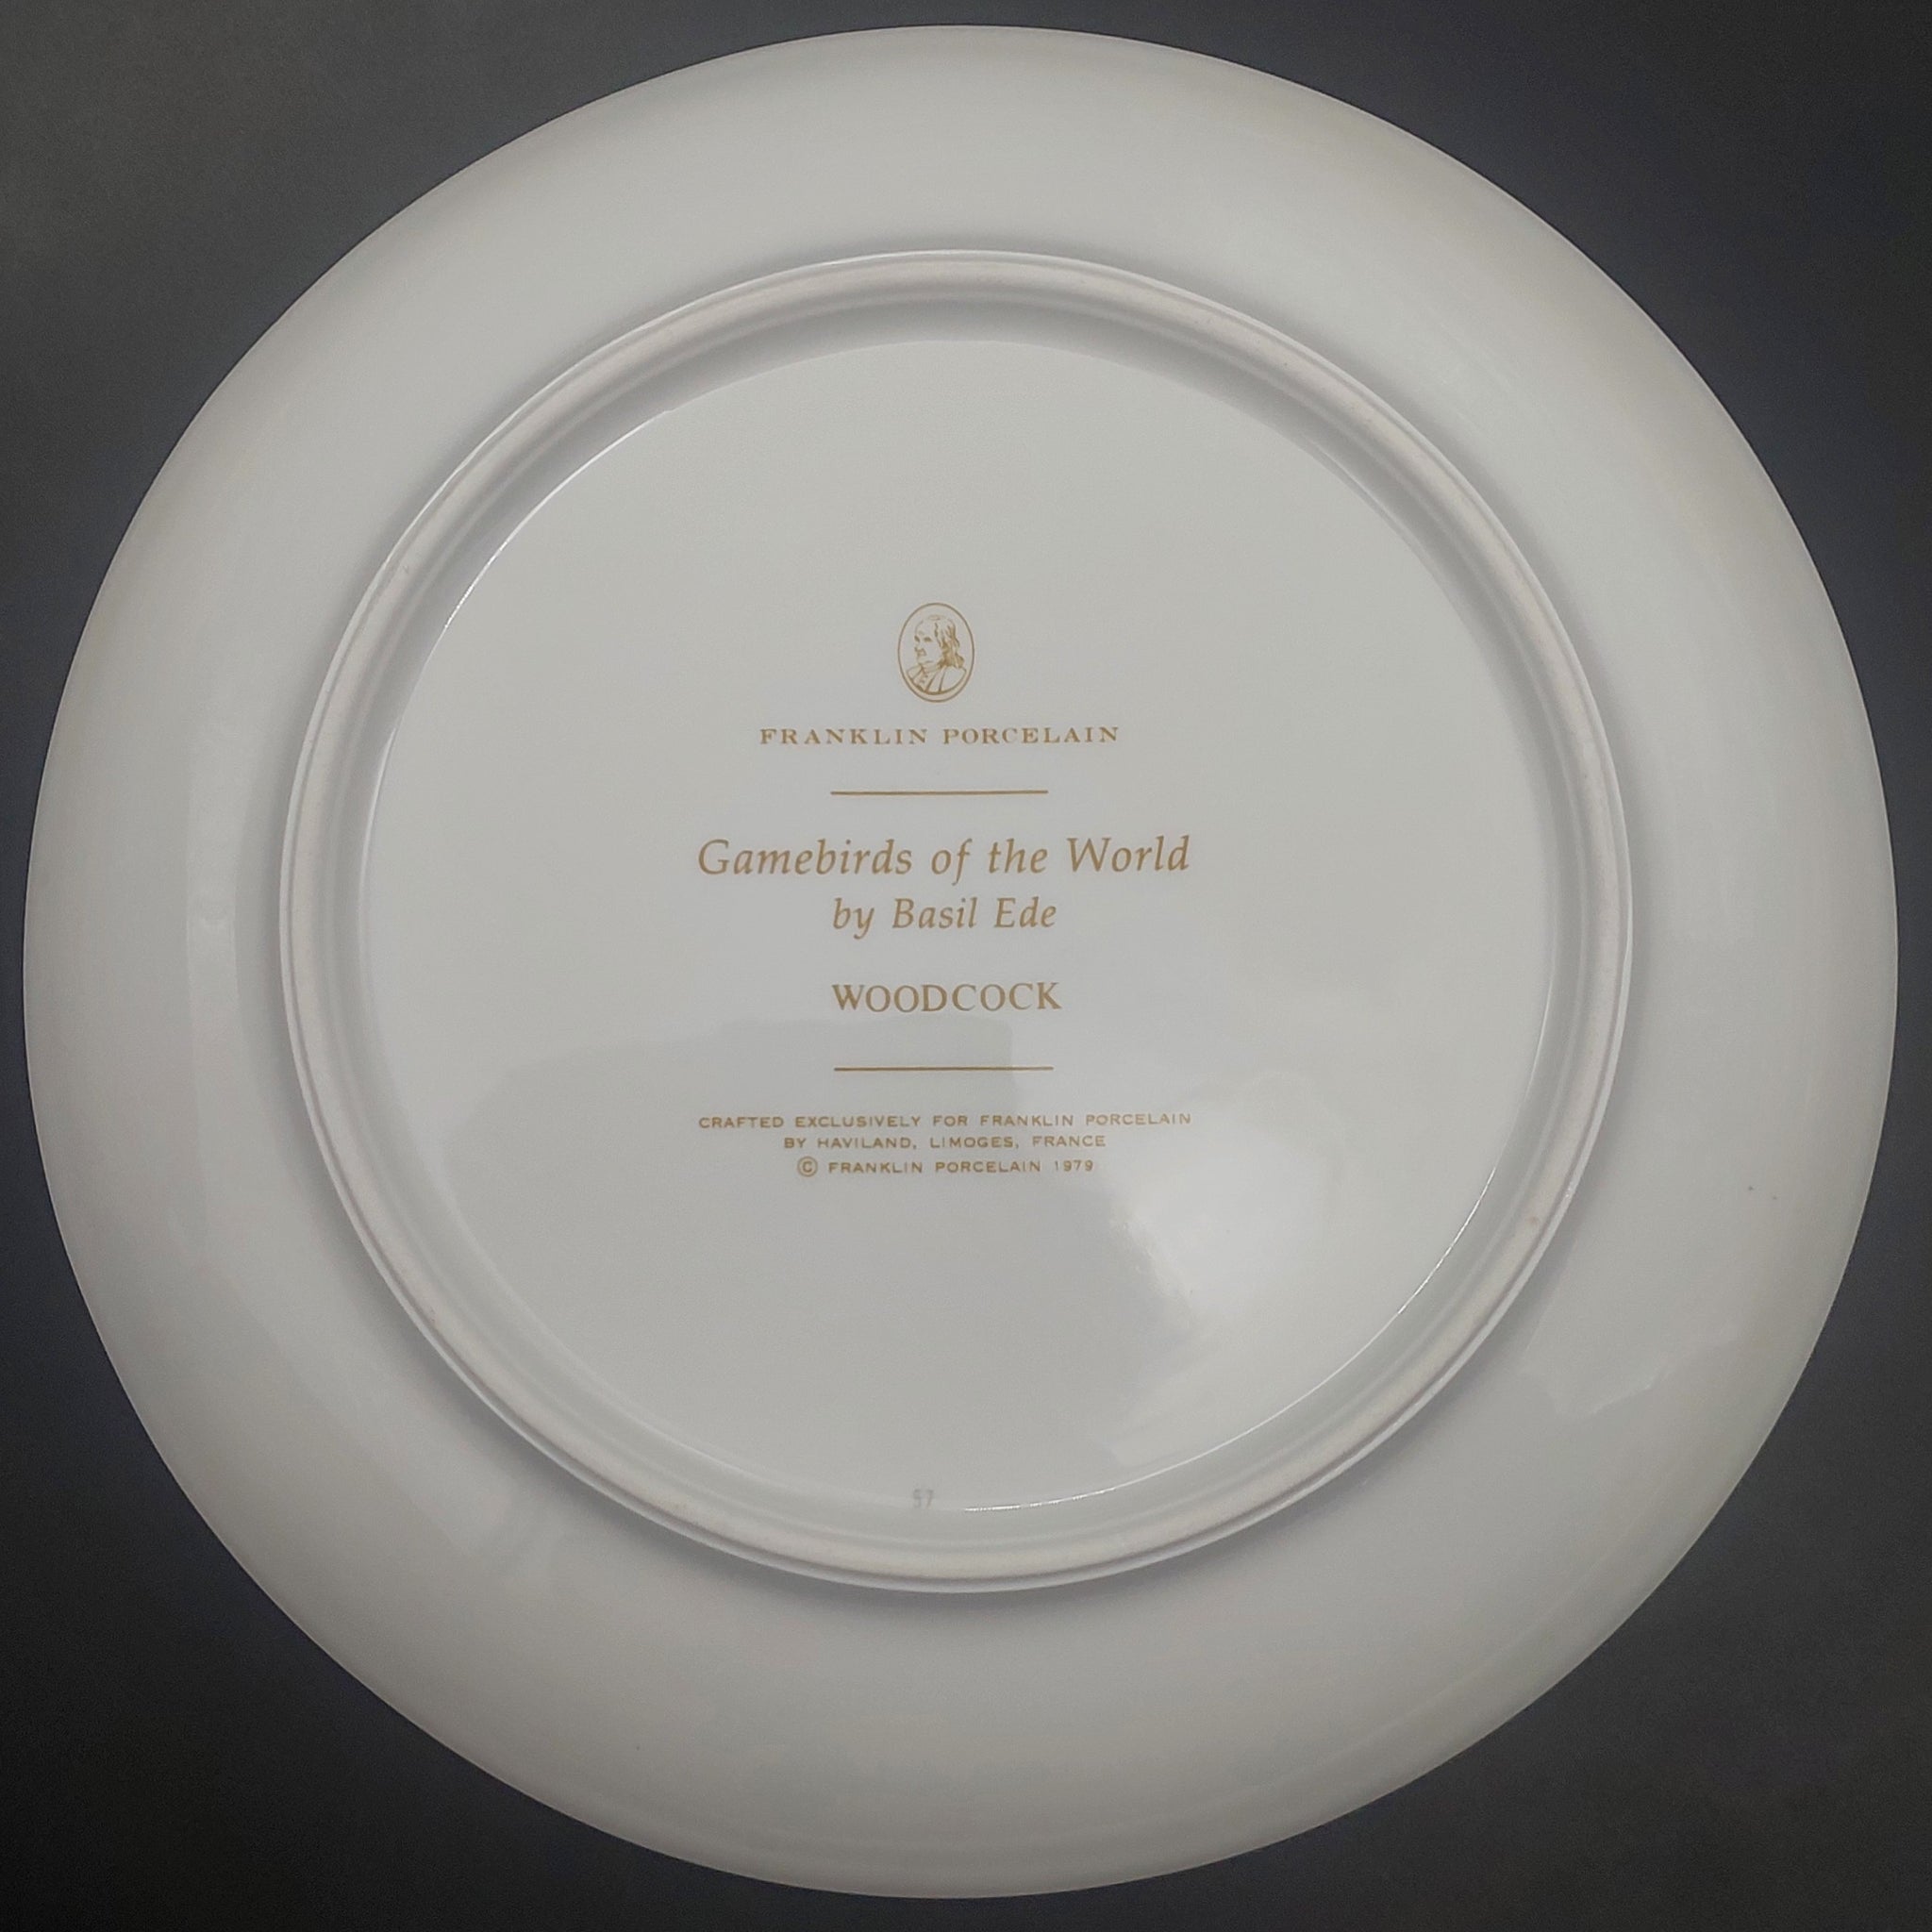 FRANKLIN PORCELAIN
Gamebirds of the World
by Basil Ede
WOODCOCK
CRAFTED EXCLUSIVELY FOR FRANKLIN PORCELAIN
BY HAVILAND, LIMOGES, FRANCE
© FRANKLIN PORCELAIN 1979
57